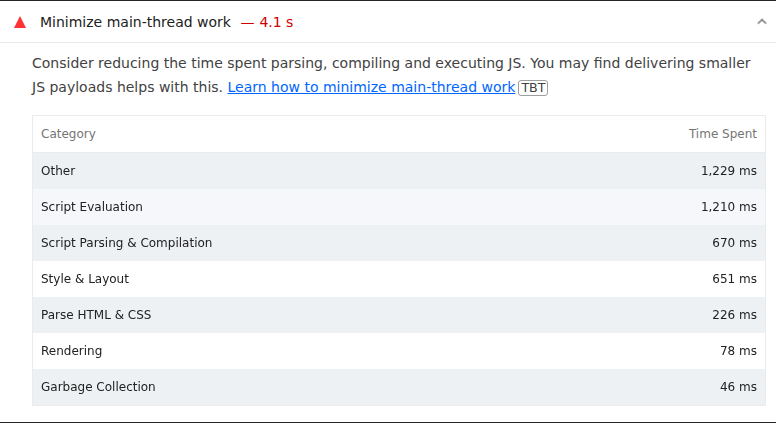 Minimize main-thread work — 4.1 s
Consider reducing the time spent parsing, compiling and executing JS. You may find delivering smaller
JS payloads helps with this. Learn how to minimize main-thread work TBT
Category Time Spent
Other 1,229 ms
Script Evaluation 1,210 ms
Script Parsing & Compilation 670 ms
Style & Layout 651 ms
Parse HTML & CSS 226 ms
Rendering 78 ms
Garbage Collection 46 ms